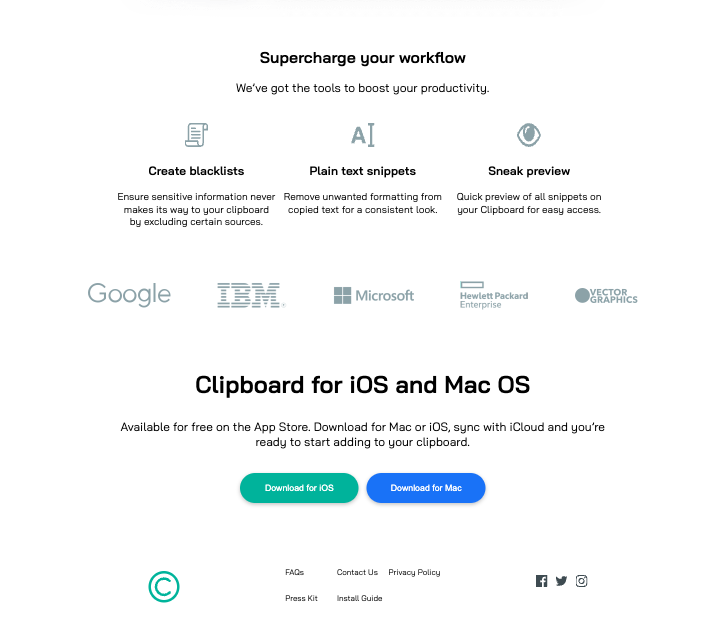 Supercharge your workflow
We've got the tools to boost your productivity.
Create blacklists
Ensure sensitive information never
makes its way to your clipboard
by excluding certain sources.
Plain text snippets
Remove unwanted formatting from
copied text for a consistent look.
Sneak preview
Quick preview of all snippets on
your Clipboard for easy access.
Google
IBM
Microsoft
Hewlett Packard
Enterprise
VECTOR
GRAPHICS
Clipboard for iOS and Mac OS
Available for free on the App Store. Download for Mac or iOS, sync with iCloud and you're
ready to start adding to your clipboard.
Download for iOS
Download for Mac
FAQs
Contact Us
Privacy Policy
Press Kit
Install Guide